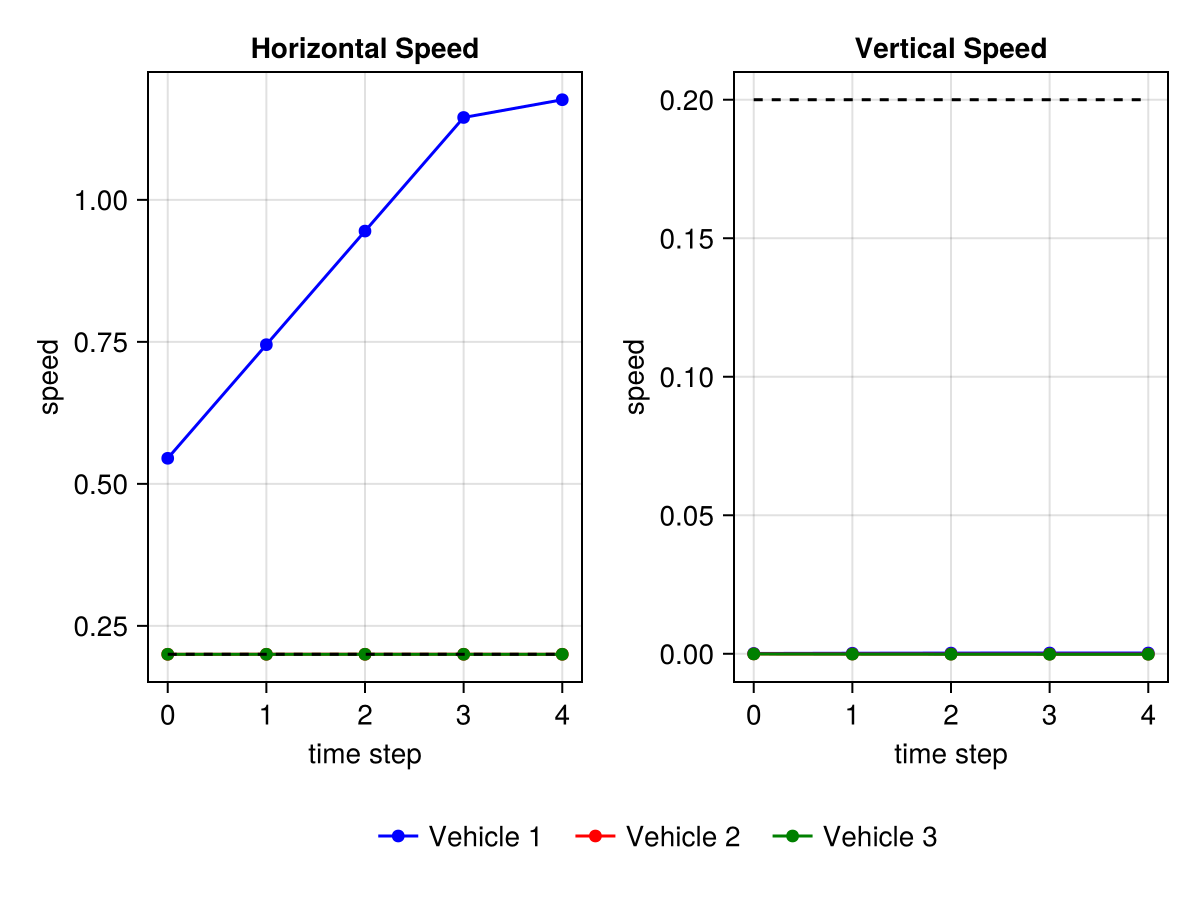 Horizontal Speed
1.00
0.75
0.50
0.25
speed
0 1 2 3 4
time step
Vertical Speed
0.20
0.15
0.10
0.05
0.00
speed
0 1 2 3 4
time step
Vehicle 1 Vehicle 2 Vehicle 3